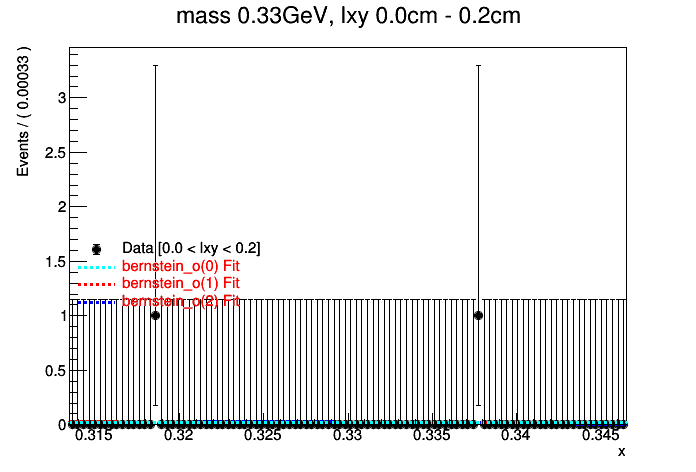 mass 0.33GeV, lxy 0.0cm - 0.2cm
Events / ( 0.00033 )
3
2.5
2
1.5
1
0.5
0
Data [0.0 < lxy < 0.2]
bernstein_o(0) Fit
bernstein_o(1) Fit
bernstein_o(2) Fit
0.315 0.32 0.325 0.33 0.335 0.34 0.345
x